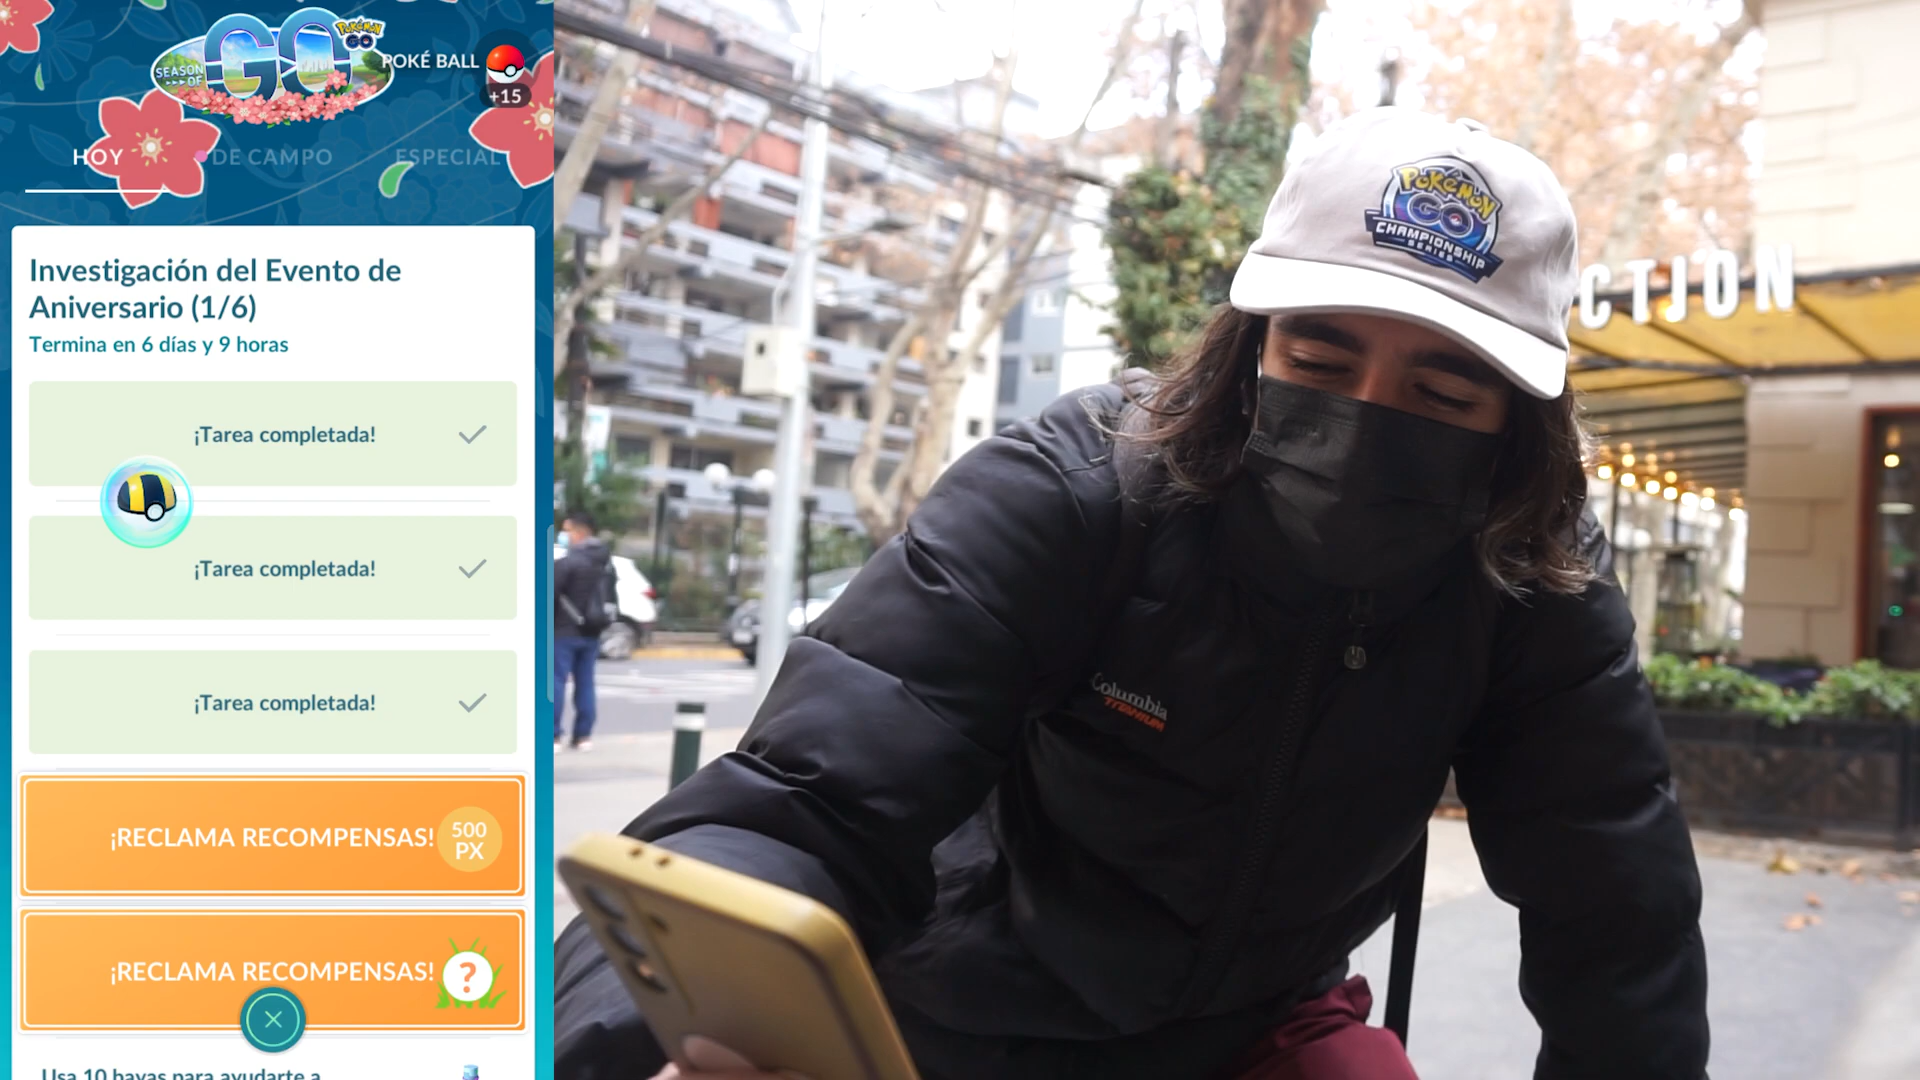 SEASON
OF
GO
POKÉMON
GO
POKÉ BALL
+15
HOY
DE CAMPO
ESPECIAL
Investigación del Evento de
Aniversario (1/6)
Termina en 6 días y 9 horas
¡Tarea completada!
¡Tarea completada!
¡Tarea completada!
¡RECLAMA RECOMPENSAS!
500
PX
¡RECLAMA RECOMPENSAS!
?
Usa 10 bayas para ayudarte a
POKÉMON
GO
CHAMPIONSHIP
SERIES
CTION
Columbia
TITANIUM